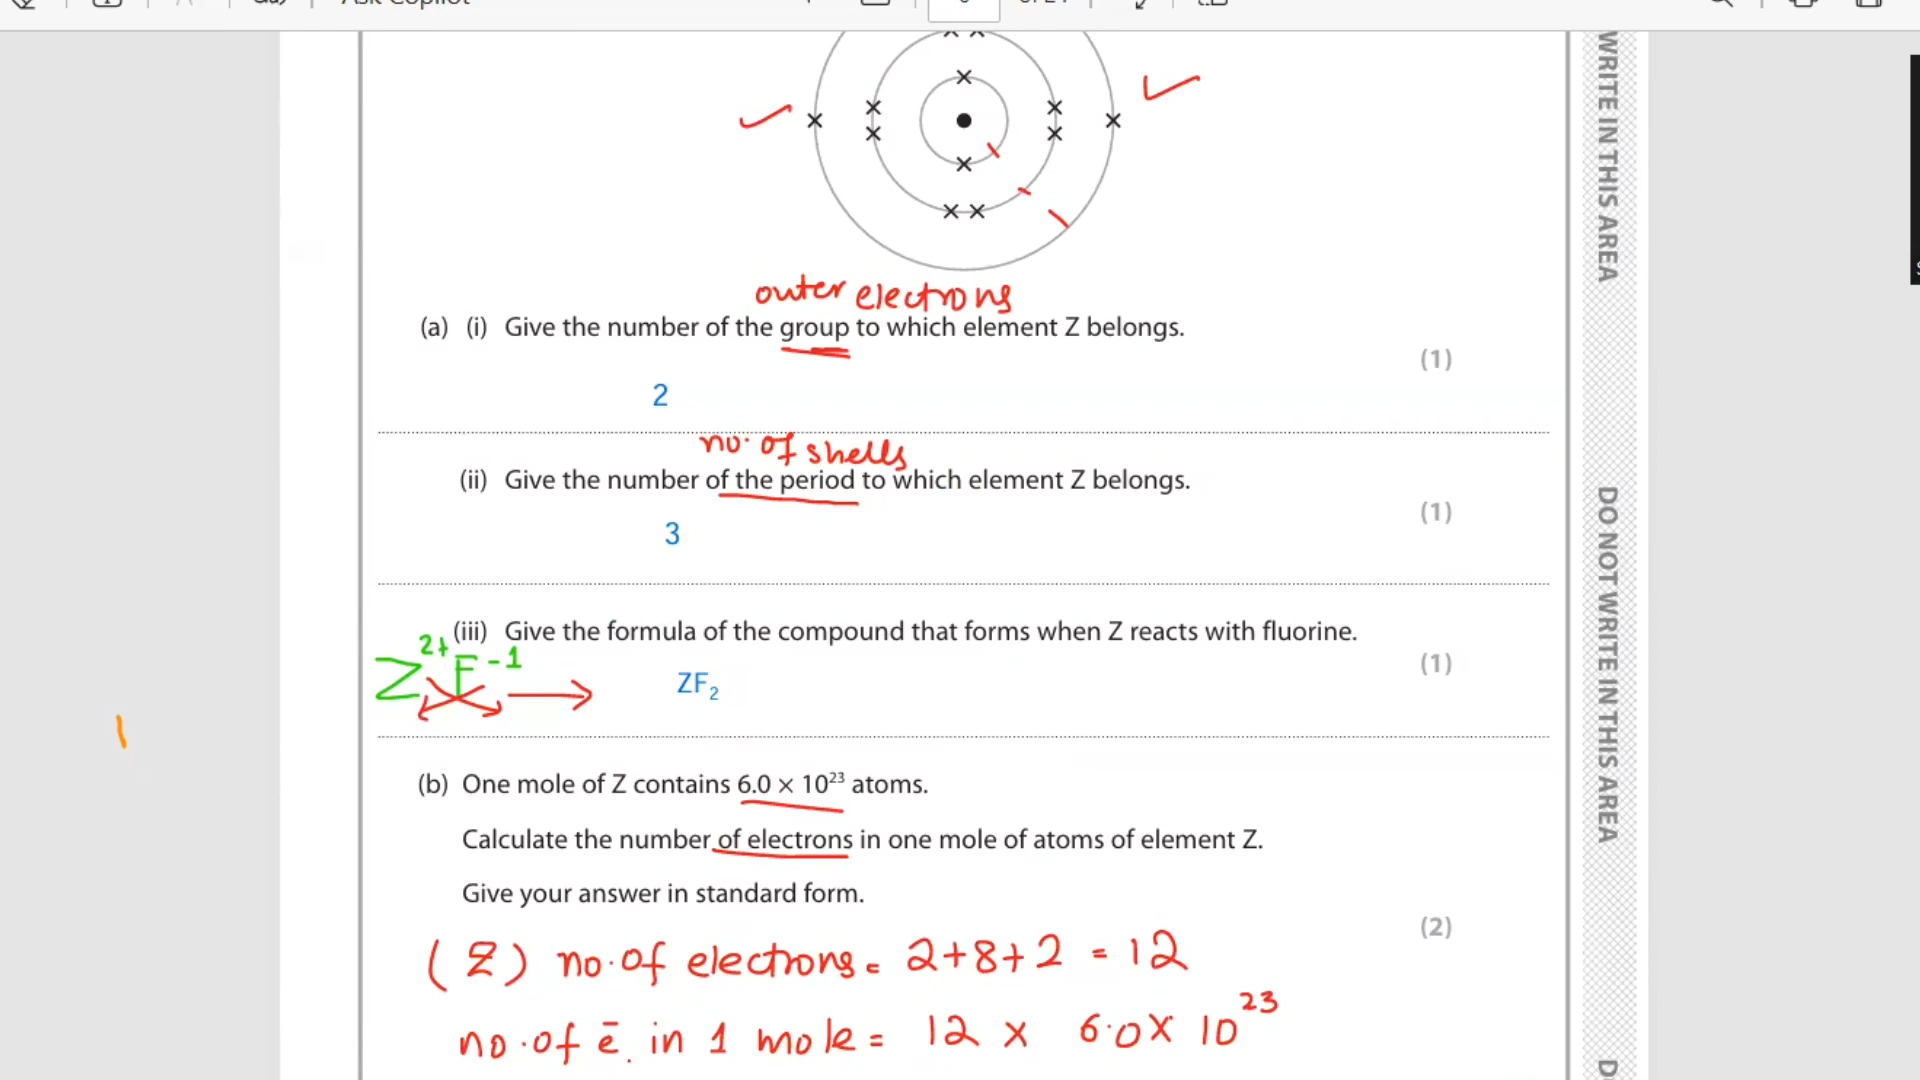 Ask Copilot
outer electrons
(a) (i) Give the number of the group to which element Z belongs.
(1)
2
no. of shells
(ii) Give the number of the period to which element Z belongs.
(1)
3
(iii) Give the formula of the compound that forms when Z reacts with fluorine.
(1)
Z²⁺ F⁻¹
ZF₂
(b) One mole of Z contains 6.0 × 10²³ atoms.
Calculate the number of electrons in one mole of atoms of element Z.
Give your answer in standard form.
(2)
(Z) no. of electrons = 2+8+2 = 12
no. of ē in 1 mole = 12 × 6.0 × 10²³
WRITE IN THIS AREA
DO NOT WRITE IN THIS AREA